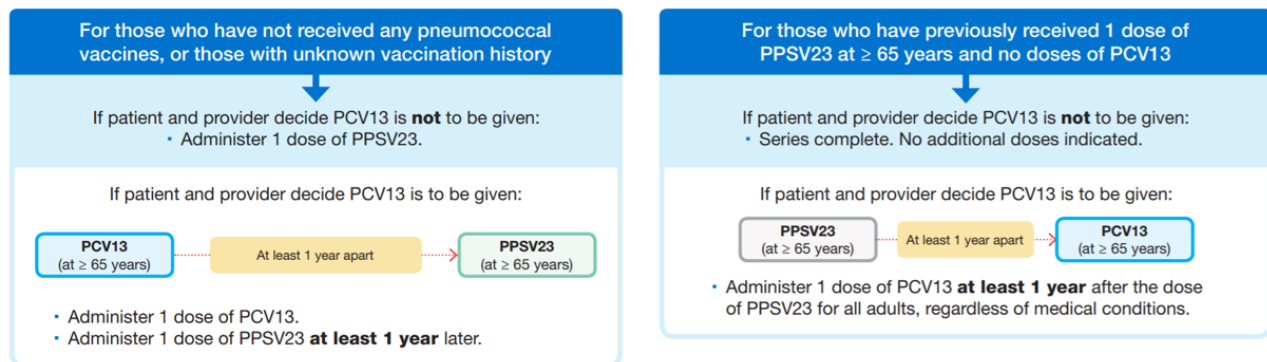 For those who have not received any pneumococcal
vaccines, or those with unknown vaccination history
If patient and provider decide PCV13 is not to be given:
▪ Administer 1 dose of PPSV23.
If patient and provider decide PCV13 is to be given:
PCV13
(at ≥ 65 years)
At least 1 year apart
PPSV23
(at ≥ 65 years)
▪ Administer 1 dose of PCV13.
▪ Administer 1 dose of PPSV23 at least 1 year later.
For those who have previously received 1 dose of
PPSV23 at ≥ 65 years and no doses of PCV13
If patient and provider decide PCV13 is not to be given:
▪ Series complete. No additional doses indicated.
If patient and provider decide PCV13 is to be given:
PPSV23
(at ≥ 65 years)
At least 1 year apart
PCV13
(at ≥ 65 years)
▪ Administer 1 dose of PCV13 at least 1 year after the dose
of PPSV23 for all adults, regardless of medical conditions.